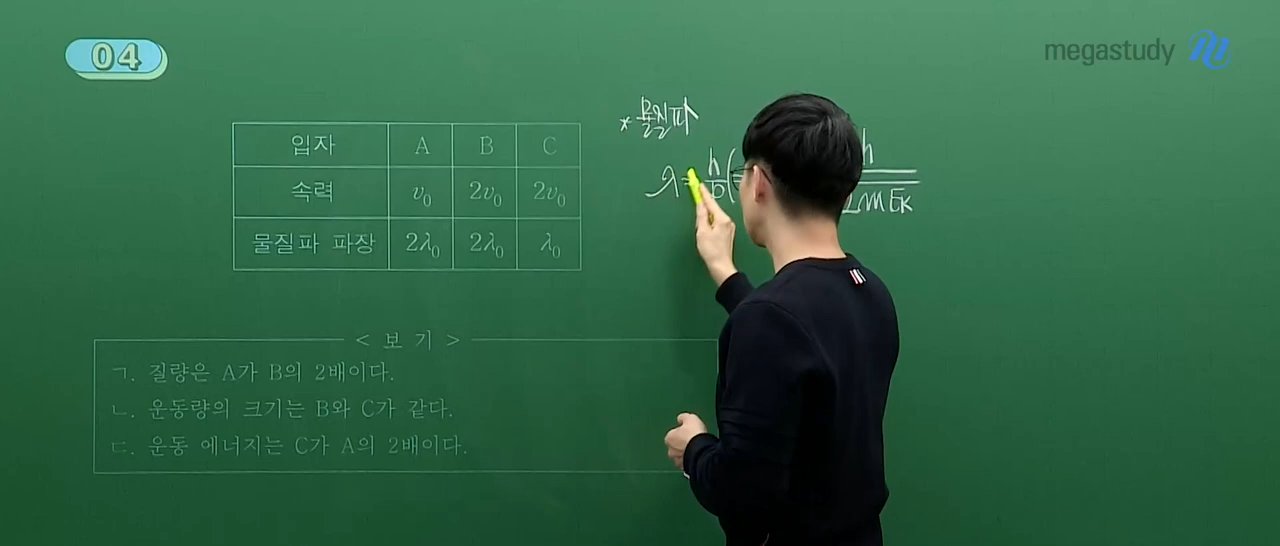 04
megastudy
입자 A B C
속력 v₀ 2v₀ 2v₀
물질파 파장 2λ₀ 2λ₀ λ₀
* 물질파
λ = h/p ( h/2mEk
< 보 기 >
ㄱ. 질량은 A가 B의 2배이다.
ㄴ. 운동량의 크기는 B와 C가 같다.
ㄷ. 운동 에너지는 C가 A의 2배이다.